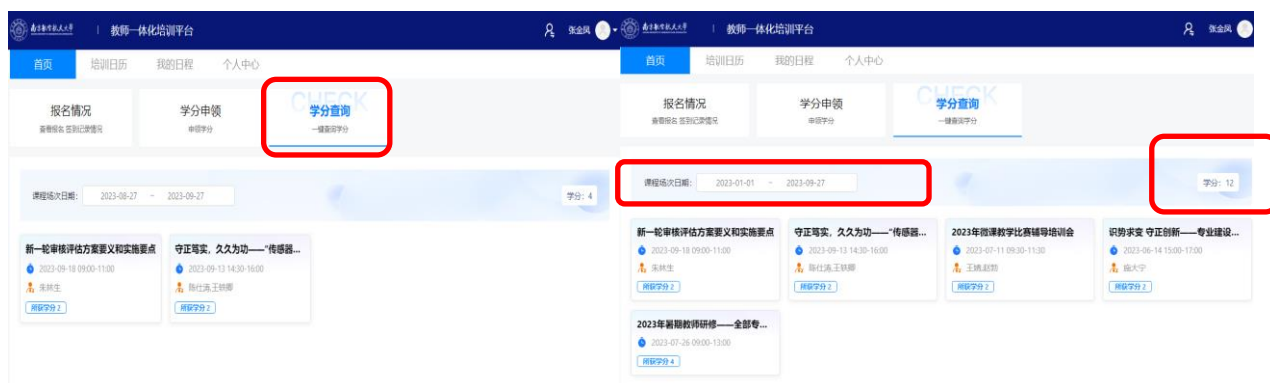 教师一体化培训平台
张金凤
首页 培训日历 我的日程 个人中心
报名情况
查看报名 签到记录情况
学分申领
申领学分
CHECK
学分查询
一键查询学分
课程场次日期: 2023-08-27 ~ 2023-09-27
学分: 4
新一轮审核评估方案要义和实施要点
2023-09-18 09:00-11:00
朱林生
所获学分 2
守正笃实，久久为功——“传感器...
2023-09-13 14:30-16:00
陈仕涛,王铁卿
所获学分 2
教师一体化培训平台
张金凤
首页 培训日历 我的日程 个人中心
报名情况
查看报名 签到记录情况
学分申领
申领学分
CHECK
学分查询
一键查询学分
课程场次日期: 2023-01-01 ~ 2023-09-27
学分: 12
新一轮审核评估方案要义和实施要点
2023-09-18 09:00-11:00
朱林生
所获学分 2
守正笃实，久久为功——“传感器...
2023-09-13 14:30-16:00
陈仕涛,王铁卿
所获学分 2
2023年微课教学比赛辅导培训会
2023-07-11 09:30-11:30
所获学分 2
识势求变 守正创新——专业建设...
2023-06-14 15:00-17:00
施大宁
所获学分 2
2023年暑期教师研修——全部专...
2023-07-26 09:00-13:00
所获学分 4